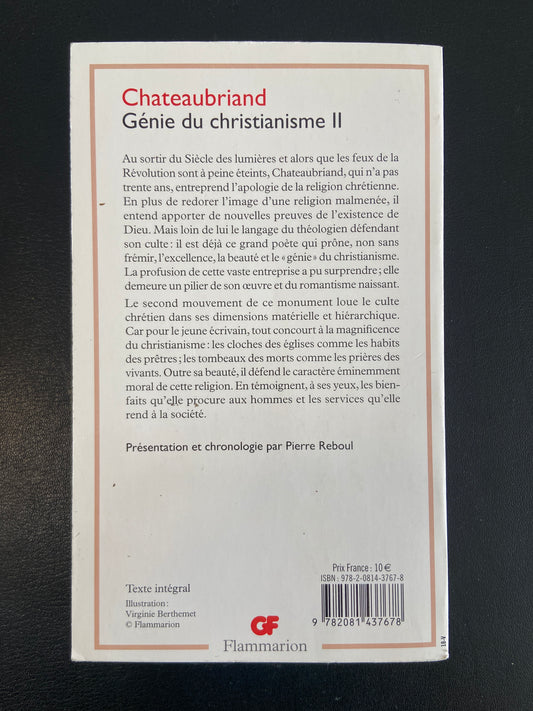 Chateaubriand
Génie du christianisme II
Au sortir du Siècle des lumières et alors que les feux de la
Révolution sont à peine éteints, Chateaubriand, qui n'a pas
trente ans, entreprend l'apologie de la religion chrétienne.
En plus de redorer l'image d'une religion malmenée, il
entend apporter de nouvelles preuves de l'existence de
Dieu. Mais loin de lui le langage du théologien défendant
son culte : il est déjà ce grand poète qui prône, non sans
frémir, l'excellence, la beauté et le « génie » du christianisme.
La profusion de cette vaste entreprise a pu surprendre ; elle
demeure un pilier de son œuvre et du romantisme naissant.
Le second mouvement de ce monument loue le culte
chrétien dans ses dimensions matérielle et hiérarchique.
Car pour le jeune écrivain, tout concourt à la magnificence
du christianisme : les cloches des églises comme les habits
des prêtres ; les tombeaux des morts comme les prières des
vivants. Outre sa beauté, il défend le caractère éminemment
moral de cette religion. En témoignent, à ses yeux, les bien-
faits qu'elle procure aux hommes et les services qu'elle
rend à la société.
Présentation et chronologie par Pierre Reboul
Prix France : 10 €
ISBN : 978-2-0814-3767-8
9 782081 437678
Texte intégral
Illustration :
Virginie Berthemet
© Flammarion
GF
Flammarion
18-V